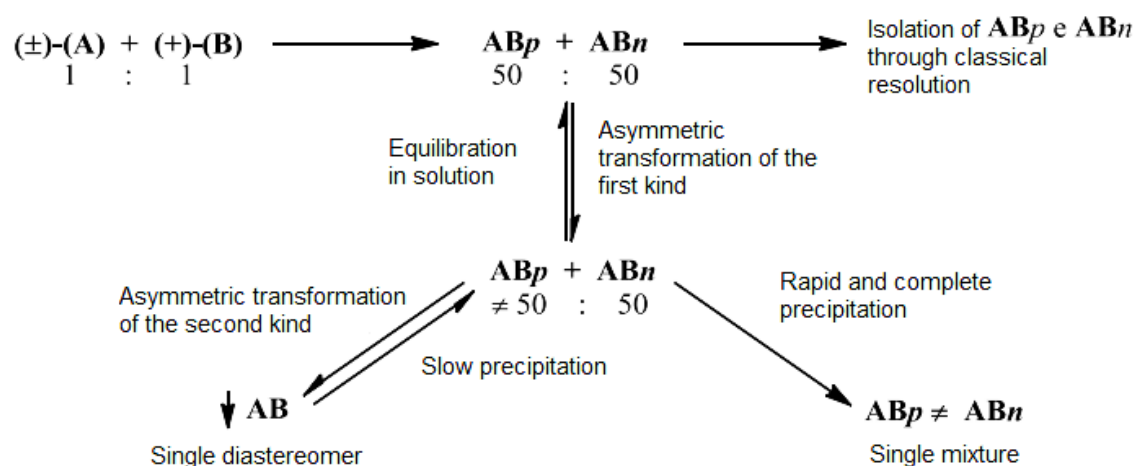 (±)-(A) + (+)-(B)
1 : 1
ABp + ABn
50 : 50
Isolation of ABp e ABn
through classical
resolution
Equilibration
in solution
Asymmetric
transformation of the
first kind
ABp + ABn
≠ 50 : 50
Asymmetric transformation
of the second kind
Rapid and complete
precipitation
Slow precipitation
AB
Single diastereomer
ABp ≠ ABn
Single mixture